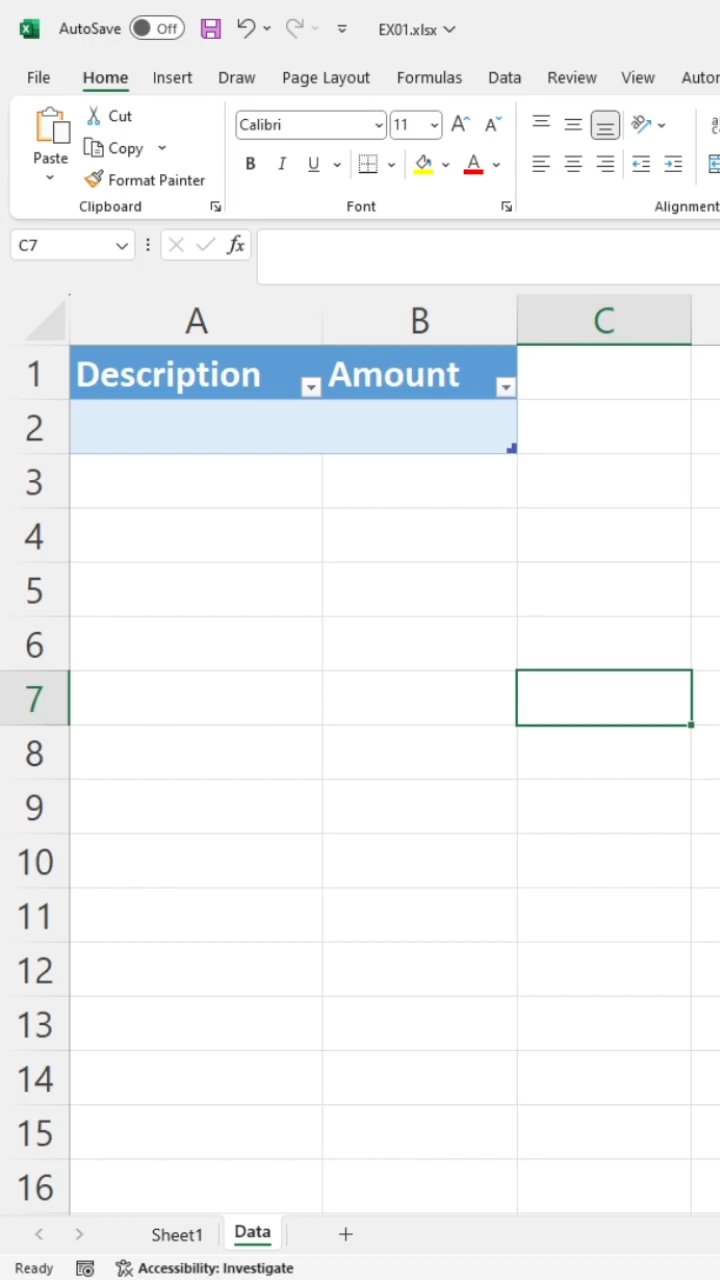 AutoSave Off EX01.xlsx
File Home Insert Draw Page Layout Formulas Data Review View
Paste Cut Calibri 11
Copy B I U A
Format Painter
Clipboard Font Alignment
C7 fx
A B C
1 Description Amount
2
3
4
5
6
7
8
9
10
11
12
13
14
15
16
Sheet1 Data +
Ready Accessibility: Investigate